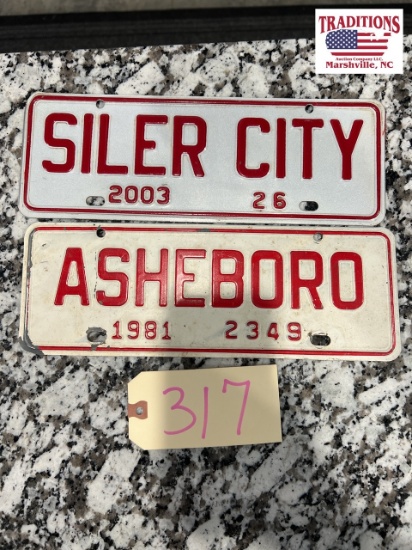 TRADITIONS
Auction Company LLC.
Marshville, NC
SILER CITY
2003 26
ASHEBORO
1981 2349
317